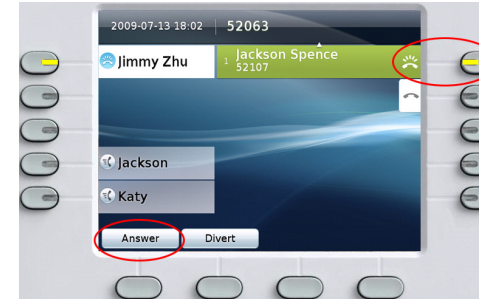 2009-07-13 18:02 52063
Jimmy Zhu
1 Jackson Spence
52107
Jackson
Katy
Answer Divert